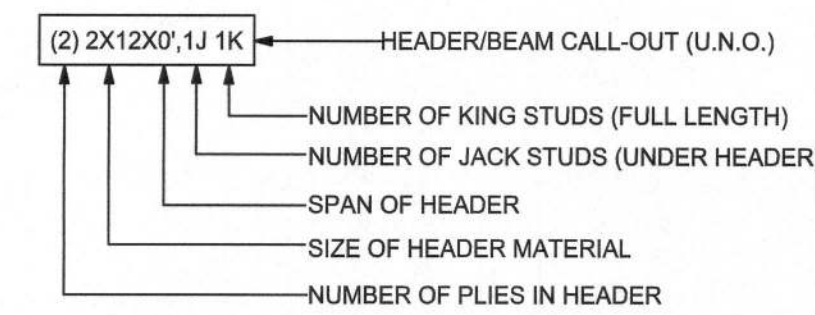 (2) 2X12X0',1J 1K HEADER/BEAM CALL-OUT (U.N.O.)
NUMBER OF KING STUDS (FULL LENGTH)
NUMBER OF JACK STUDS (UNDER HEADER
SPAN OF HEADER
SIZE OF HEADER MATERIAL
NUMBER OF PLIES IN HEADER